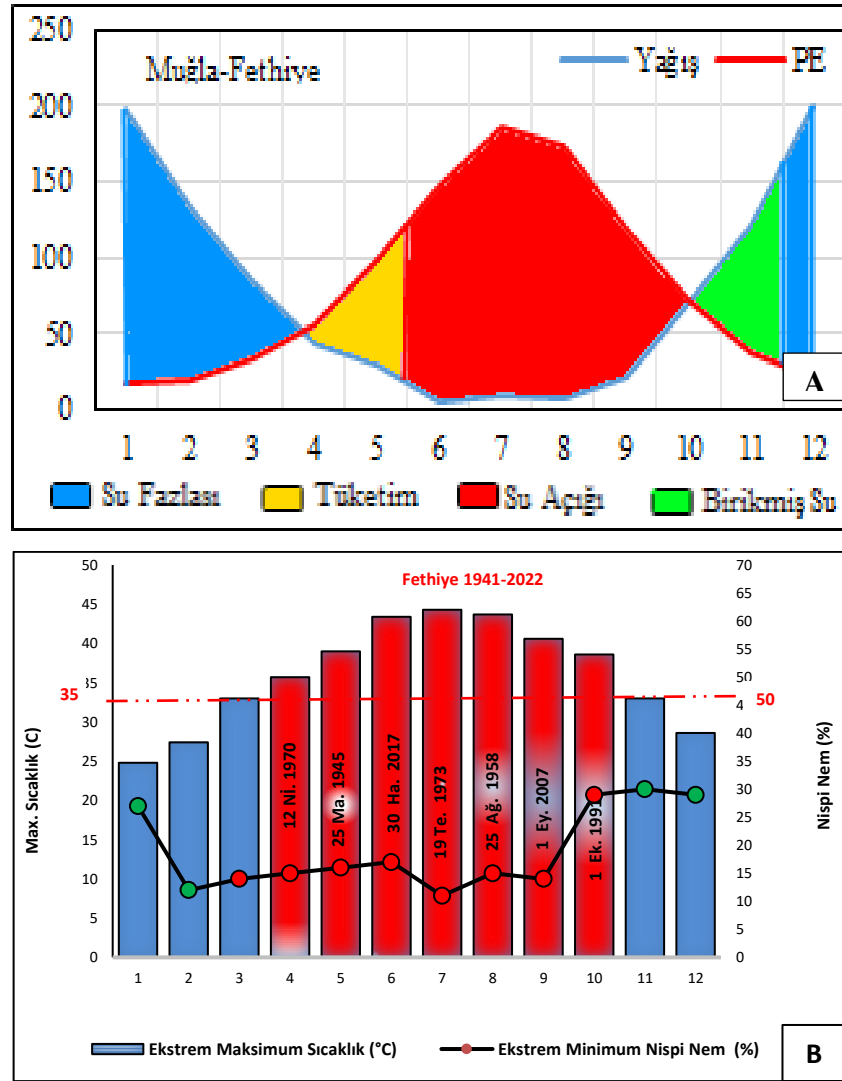 250
Muğla-Fethiye
Yağış
PE
200
150
100
50
0
A
1 2 3 4 5 6 7 8 9 10 11 12
Su Fazlası
Tüketim
Su Açığı
Birikmiş Su
Fethiye 1941-2022
50
45
40
35
30
25
20
15
10
5
0
35
Max. Sıcaklık (C)
12 Ni. 1970
25 Ma. 1945
30 Ha. 2017
19 Te. 1973
25 Ağ. 1958
1 Ey. 2007
1 Ek. 1991
70
65
60
55
50
4
40
35
30
25
20
15
10
5
0
50
Nispi Nem (%)
1 2 3 4 5 6 7 8 9 10 11 12
Ekstrem Maksimum Sıcaklık (°C)
Ekstrem Minimum Nispi Nem (%)
B